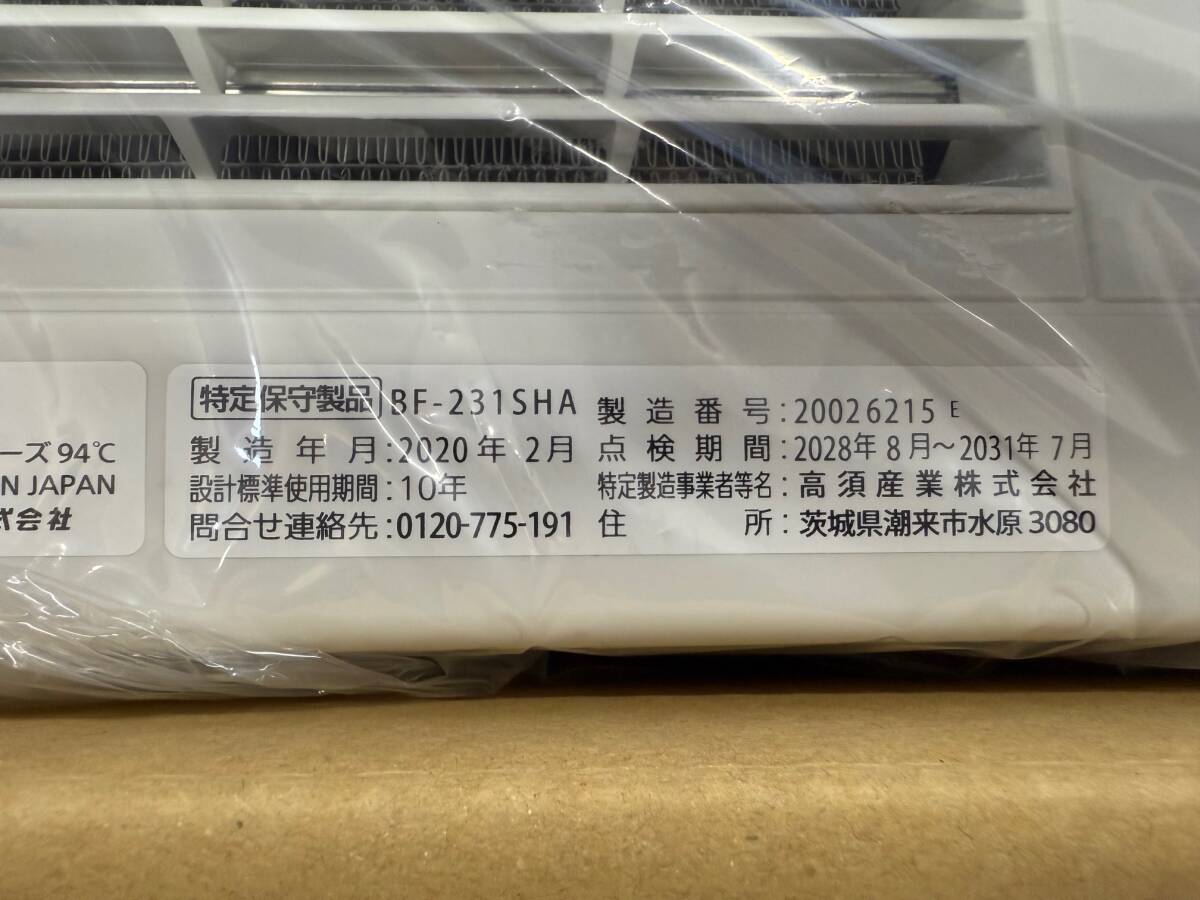 ーズ 94℃
N JAPAN
式会社
特定保守製品 BF-231SHA
製造年月:2020年 2月
設計標準使用期間:10年
問合せ連絡先:0120-775-191
製造番号:20026215 E
点検期間:2028年 8月～2031年 7月
特定製造事業者等名:高須産業株式会社
住所:茨城県潮来市水原 3080